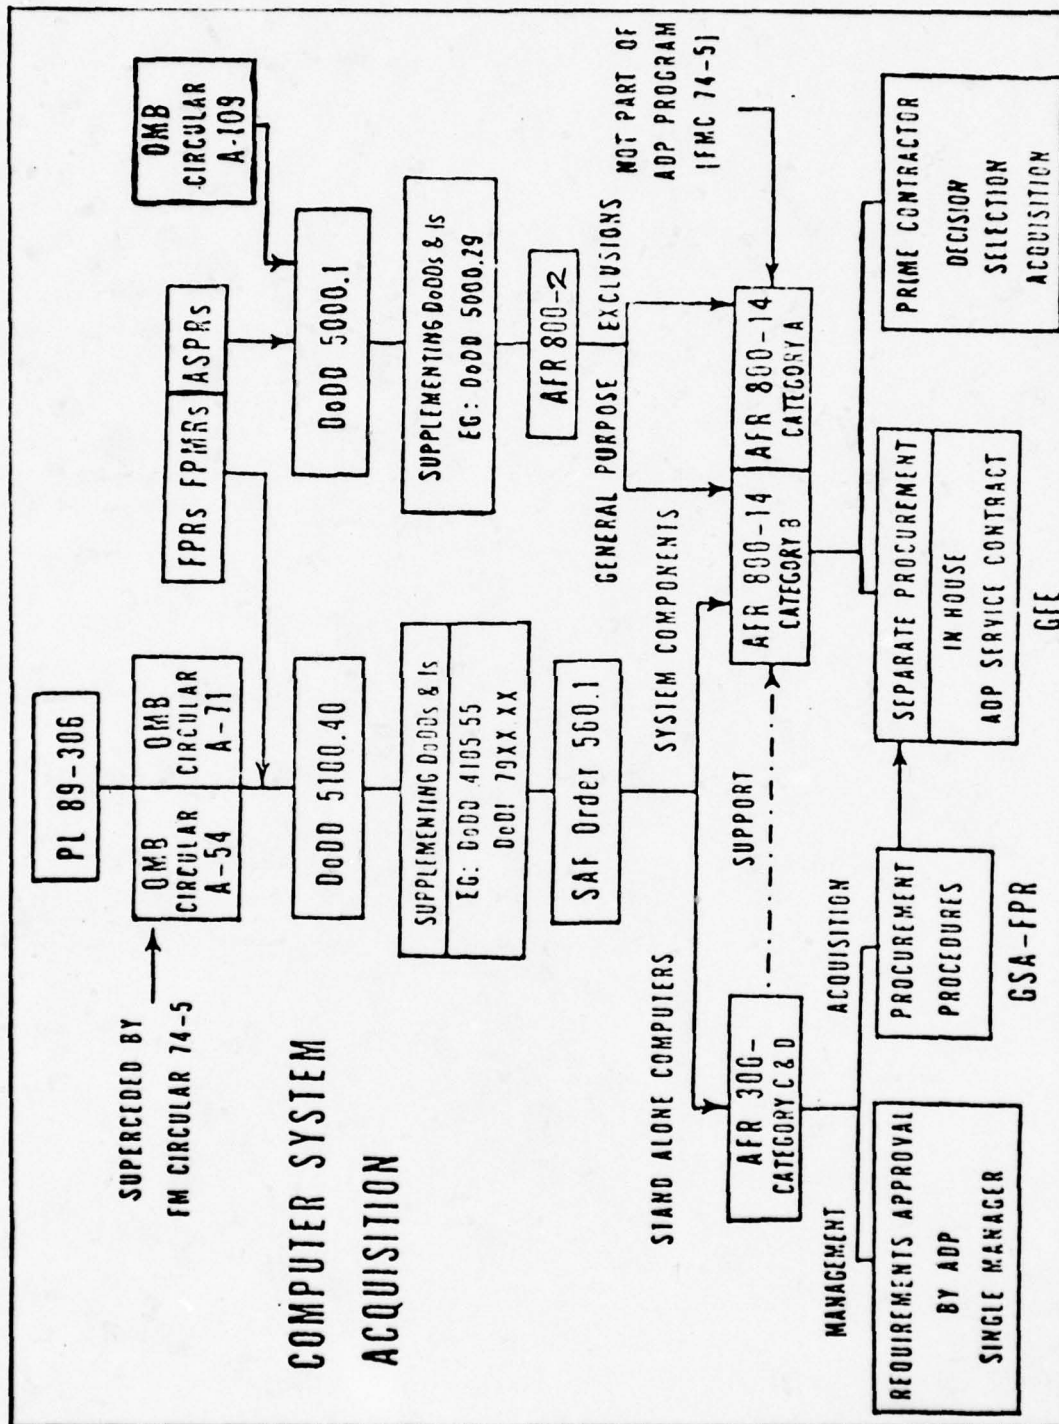 SUPERCEDED BY
FM CIRCULAR 74-5
PL 89-306
OMB
CIRCULAR
A-54
OMB
CIRCULAR
A-71
FPRs FPMRs
ASPRs
OMB
CIRCULAR
A-109
COMPUTER SYSTEM
ACQUISITION
DoDD 5100.40
DoDD 5000.1
SUPPLEMENTING DoDDs & Is
EG: DoDD 4105.55
DoDI 79XX.XX
SUPPLEMENTING DoDDs & Is
EG: DoDD 5000.29
SAF Order 560.1
AFR 800-2
STAND ALONE COMPUTERS
SYSTEM COMPONENTS
GENERAL PURPOSE EXCLUSIONS
NOT PART OF
ADP PROGRAM
[FMC 74-5]
AFR 300-
CATEGORY C & D
SUPPORT
AFR 800-14
CATEGORY B
AFR 800-14
CATEGORY A
MANAGEMENT
ACQUISITION
REQUIREMENTS APPROVAL
BY ADP
SINGLE MANAGER
PROCUREMENT
PROCEDURES
GSA-FPR
SEPARATE PROCUREMENT
IN HOUSE
ADP SERVICE CONTRACT
GFE
PRIME CONTRACTOR
DECISION
SELECTION
ACQUISITION